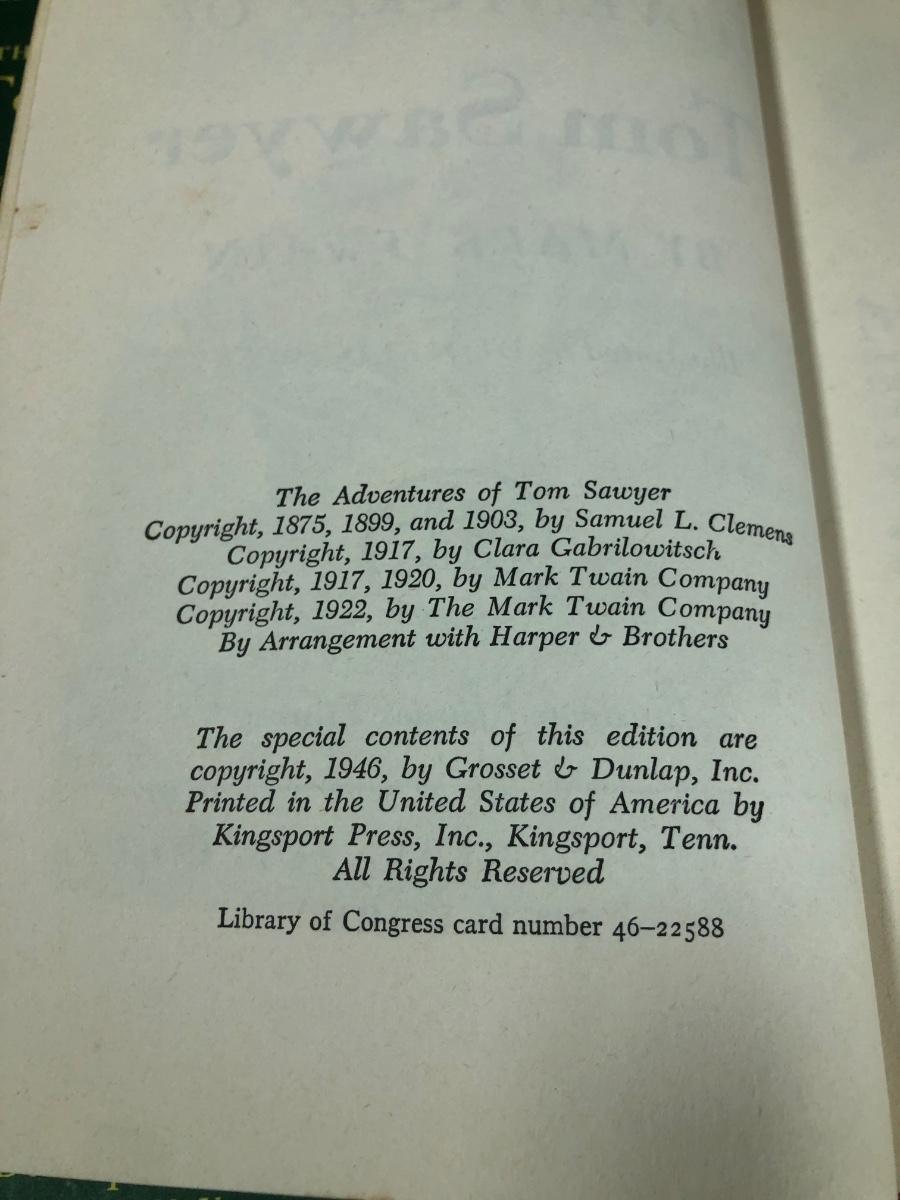 The Adventures of Tom Sawyer
Copyright, 1875, 1899, and 1903, by Samuel L. Clemens
Copyright, 1917, by Clara Gabrilowitsch
Copyright, 1917, 1920, by Mark Twain Company
Copyright, 1922, by The Mark Twain Company
By Arrangement with Harper & Brothers
The special contents of this edition are
copyright, 1946, by Grosset & Dunlap, Inc.
Printed in the United States of America by
Kingsport Press, Inc., Kingsport, Tenn.
All Rights Reserved
Library of Congress card number 46–22588